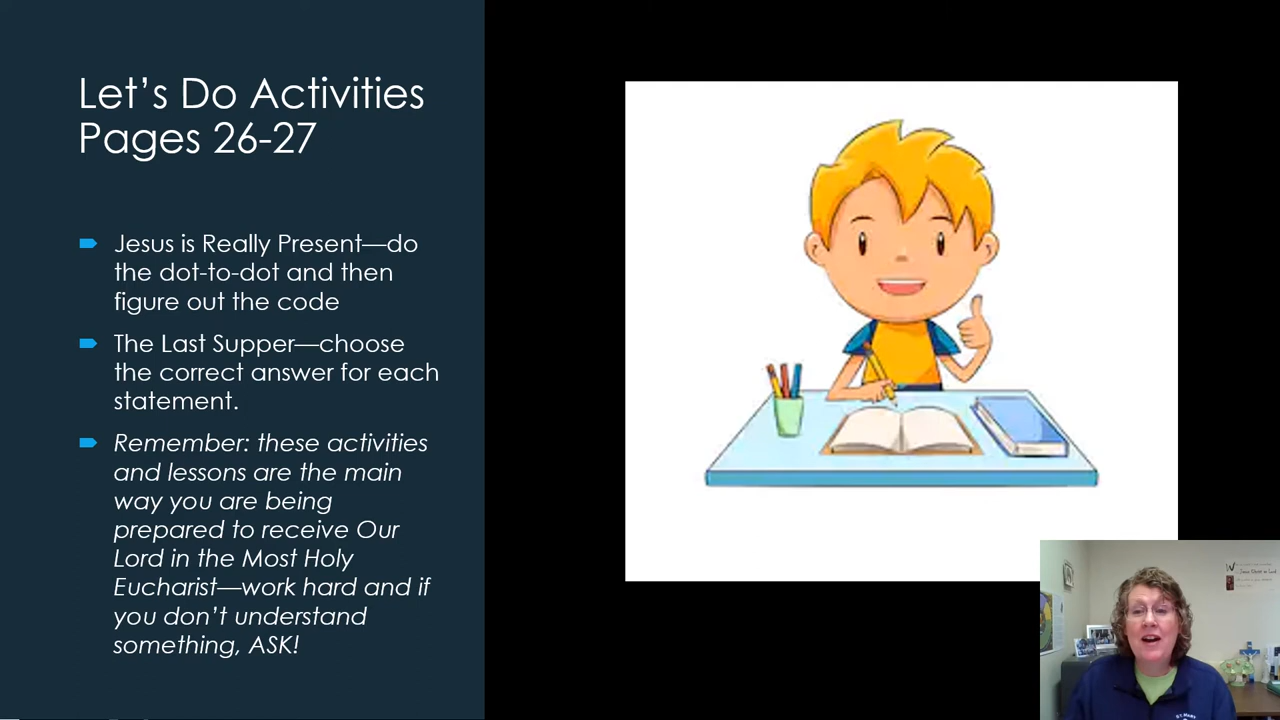 Let’s Do Activities
Pages 26-27
Jesus is Really Present—do
the dot-to-dot and then
figure out the code
The Last Supper—choose
the correct answer for each
statement.
Remember: these activities
and lessons are the main
way you are being
prepared to receive Our
Lord in the Most Holy
Eucharist—work hard and if
you don’t understand
something, ASK!